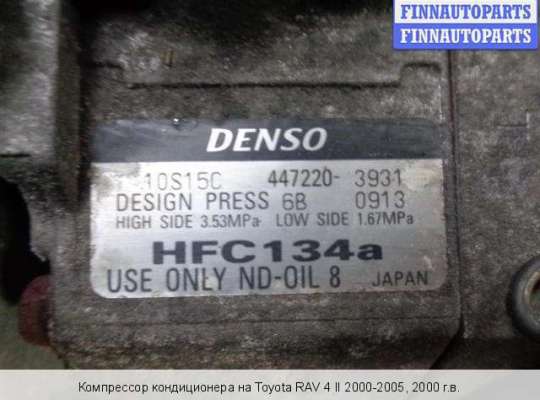 FINNAUTOPARTS
FINNAUTOPARTS
DENSO
10S15C 447220- 3931
DESIGN PRESS 6B 0913
HIGH SIDE 3.53MPa LOW SIDE 1.67MPa
HFC134a
USE ONLY ND-OIL 8 JAPAN
Компрессор кондиционера на Toyota RAV 4 II 2000-2005, 2000 г.в.